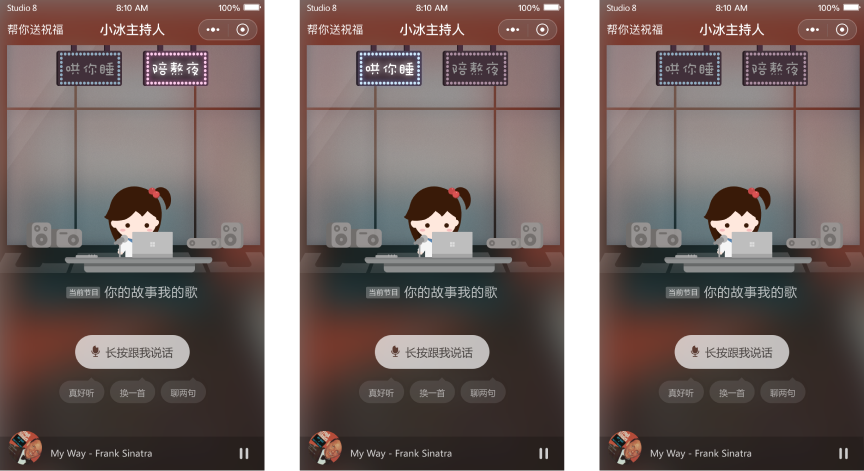 Studio 8 8:10 AM 100%
帮你送祝福 小冰主持人
哄你睡 陪熬夜
当前节目 你的故事我的歌
长按跟我说话
真好听 换一首 聊两句
My Way - Frank Sinatra
Studio 8 8:10 AM 100%
帮你送祝福 小冰主持人
哄你睡 陪熬夜
当前节目 你的故事我的歌
长按跟我说话
真好听 换一首 聊两句
My Way - Frank Sinatra
Studio 8 8:10 AM 100%
帮你送祝福 小冰主持人
哄你睡 陪熬夜
当前节目 你的故事我的歌
长按跟我说话
真好听 换一首 聊两句
My Way - Frank Sinatra